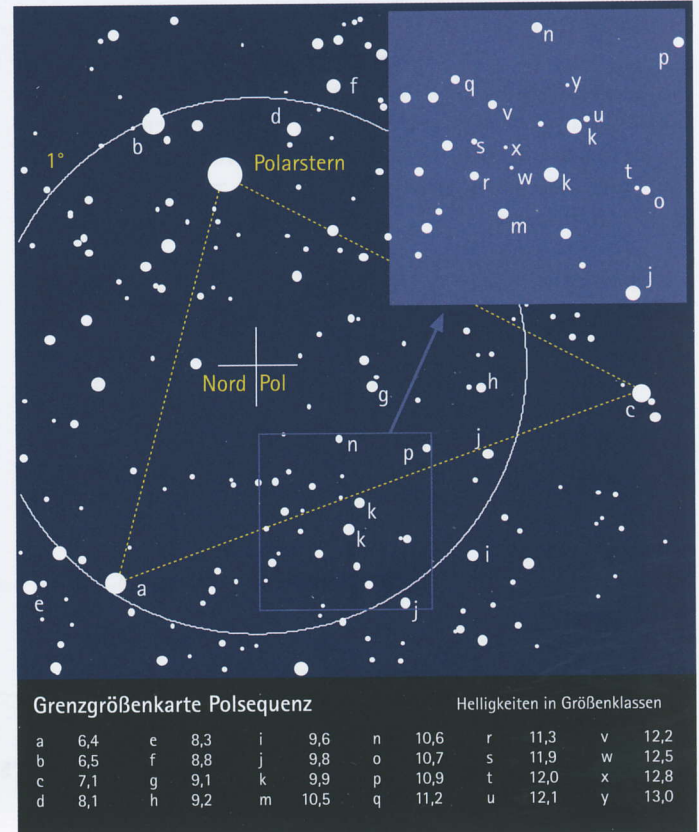 n
p
f
y
q
d
v
u
b
k
1°
s
x
Polarstern
t
r
w
k
o
m
j
Nord Pol
g
h
c
n
p
j
k
k
i
a
e
j
Grenzgrößenkarte Polsequenz Helligkeiten in Größenklassen
a 6,4 e 8,3 i 9,6 n 10,6 r 11,3 v 12,2
b 6,5 f 8,8 j 9,8 o 10,7 s 11,9 w 12,5
c 7,1 g 9,1 k 9,9 p 10,9 t 12,0 x 12,8
d 8,1 h 9,2 m 10,5 q 11,2 u 12,1 y 13,0